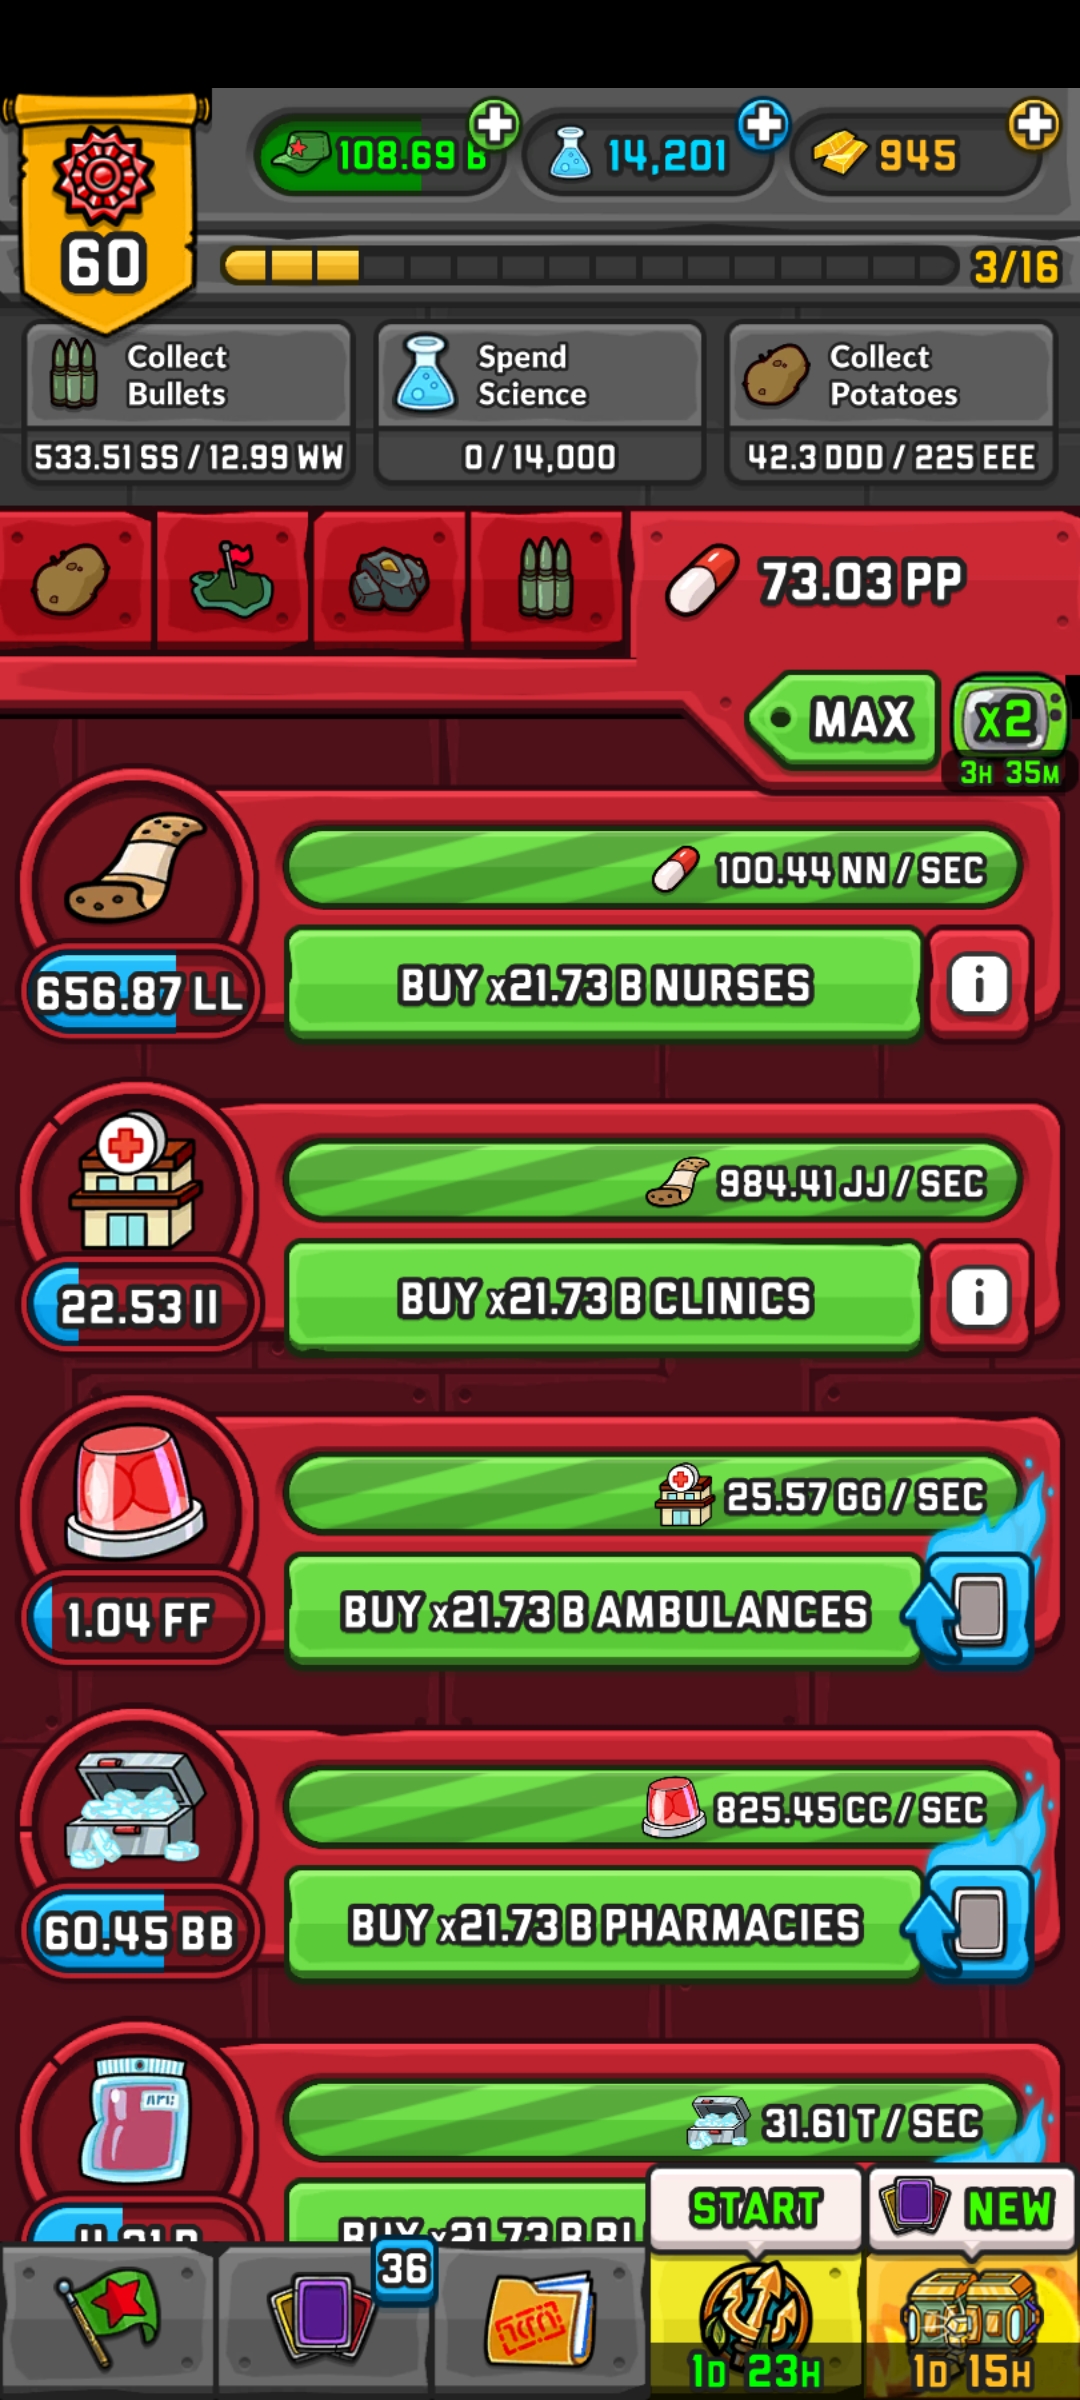 108.69 B
14,201
945
60
3/16
Collect
Bullets
Spend
Science
Collect
Potatoes
533.51 SS / 12.99 WW
0 / 14,000
42.3 DDD / 225 EEE
73.03 PP
MAX
x2
3H 35M
100.44 NN / SEC
656.87 LL
BUY x21.73 B NURSES
984.41 JJ / SEC
22.53 II
BUY x21.73 B CLINICS
25.57 GG / SEC
1.04 FF
BUY x21.73 B AMBULANCES
825.45 CC / SEC
60.45 BB
BUY x21.73 B PHARMACIES
31.61 T / SEC
BUY x21.73 B
START
NEW
36
1D 23H
1D 15H